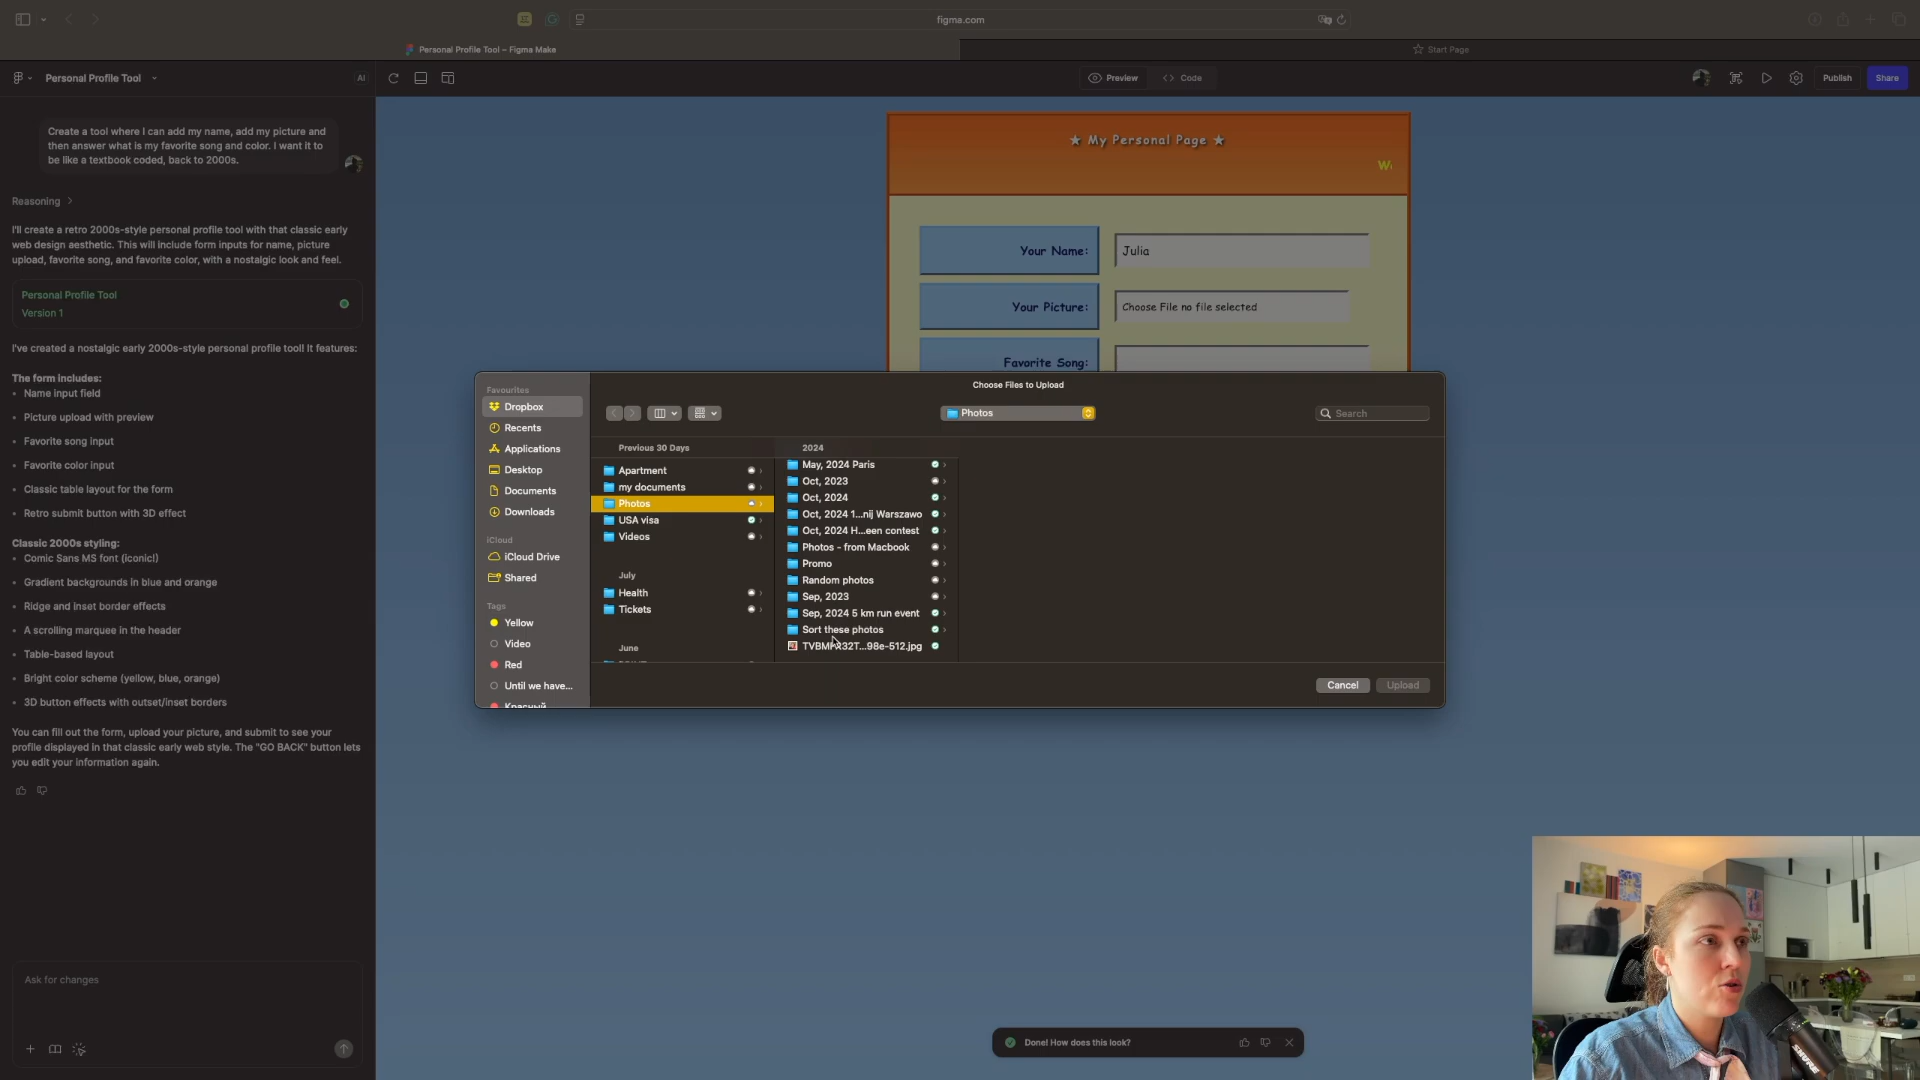 figma.com
Personal Profile Tool – Figma Make
Start Page
Personal Profile Tool
AI
Preview
Code
Publish
Share
Create a tool where I can add my name, add my picture and
then answer what is my favorite song and color. I want it to
be like a textbook coded, back to 2000s.
Reasoning
I'll create a retro 2000s-style personal profile tool with that classic early
web design aesthetic. This will include form inputs for name, picture
upload, favorite song, and favorite color, with a nostalgic look and feel.
Personal Profile Tool
Version 1
I've created a nostalgic early 2000s-style personal profile tool! It features:
The form includes:
• Name input field
• Picture upload with preview
• Favorite song input
• Favorite color input
• Classic table layout for the form
• Retro submit button with 3D effect
Classic 2000s styling:
• Comic Sans MS font (iconic!)
• Gradient backgrounds in blue and orange
• Ridge and inset border effects
• A scrolling marquee in the header
• Table-based layout
• Bright color scheme (yellow, blue, orange)
• 3D button effects with outset/inset borders
You can fill out the form, upload your picture, and submit to see your
profile displayed in that classic early web style. The "GO BACK" button lets
you edit your information again.
Ask for changes
★ My Personal Page ★
Your Name:
Julia
Your Picture:
Choose File no file selected
Favorite Song:
Choose Files to Upload
Favourites
Dropbox
Recents
Applications
Desktop
Documents
Downloads
iCloud
iCloud Drive
Shared
Tags
Yellow
Video
Red
Until we have...
Красный
Photos
Search
Previous 30 Days
Apartment
my documents
Photos
USA visa
Videos
July
Health
Tickets
June
2024
May, 2024 Paris
Oct, 2023
Oct, 2024
Oct, 2024 1...nij Warszawo
Oct, 2024 H...een contest
Photos - from Macbook
Promo
Random photos
Sep, 2023
Sep, 2024 5 km run event
Sort these photos
Cancel
Upload
Done! How does this look?
SHURE